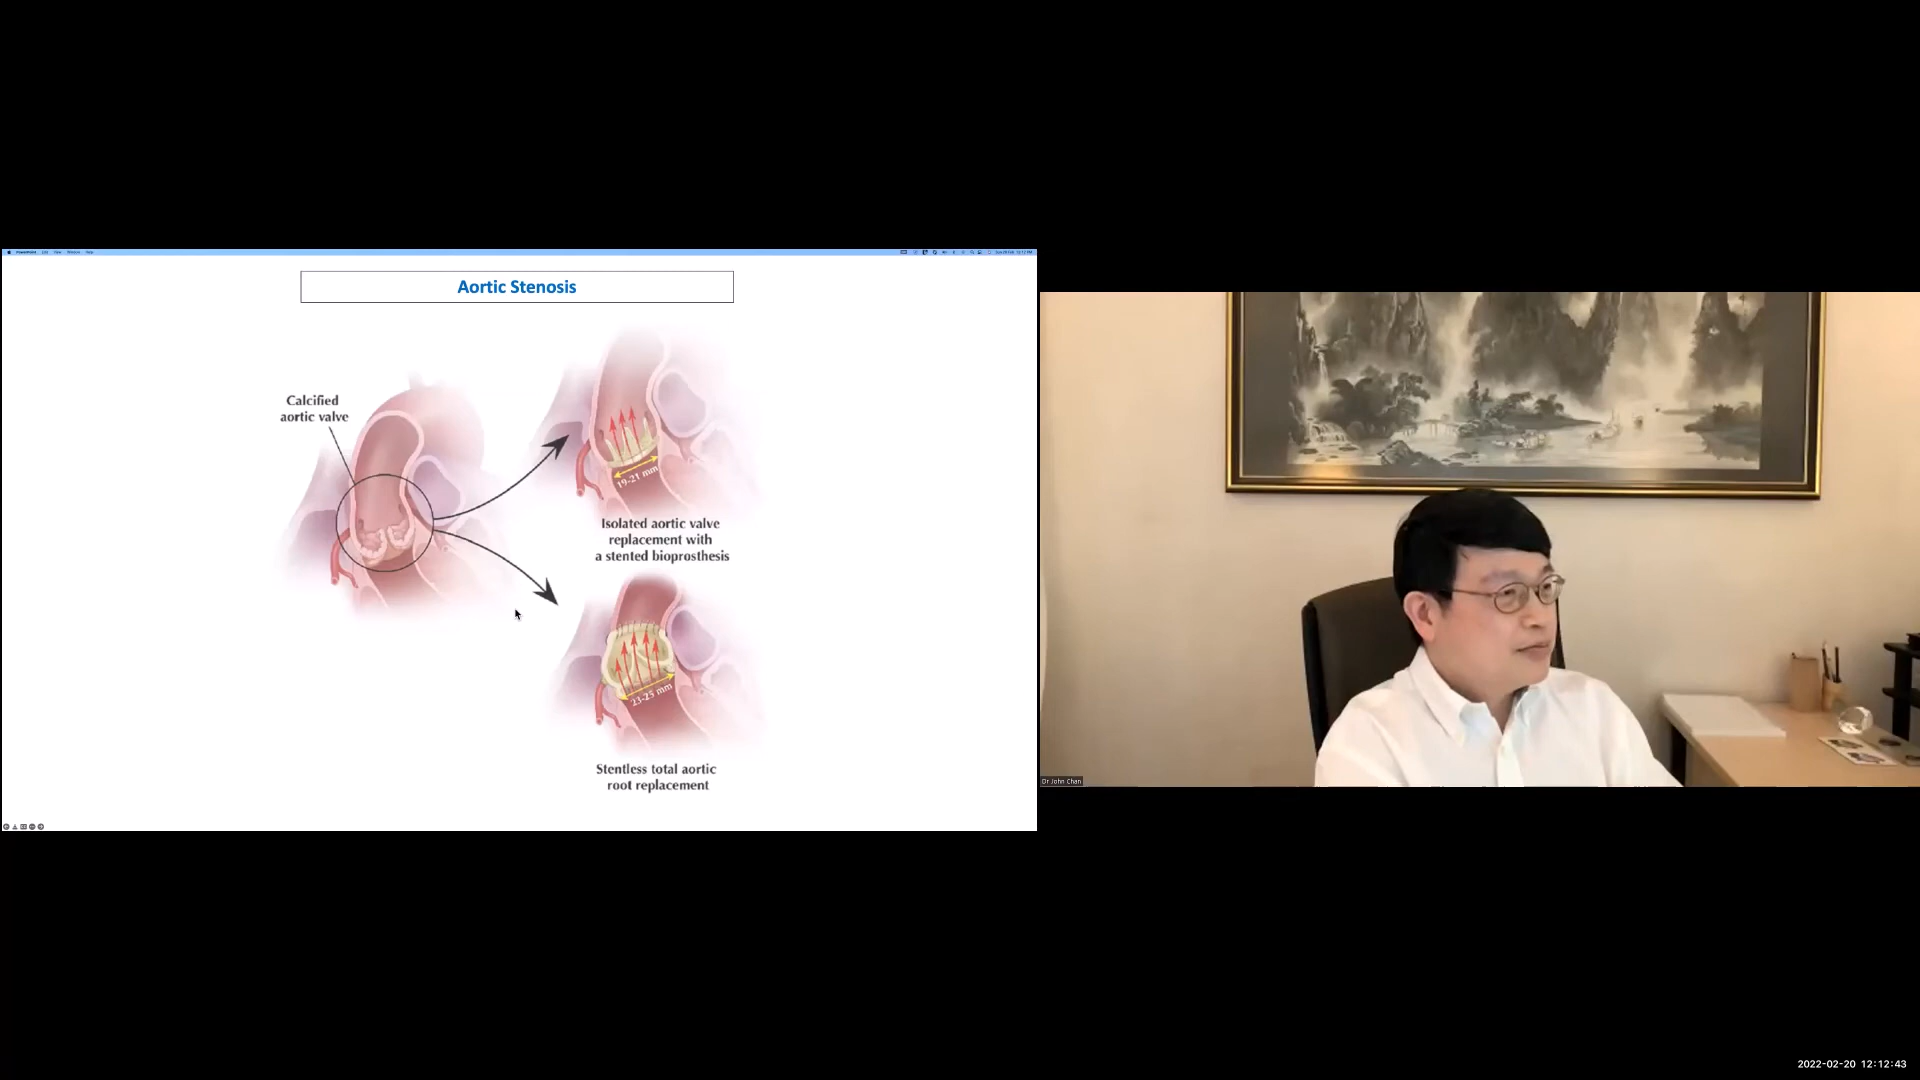 Aortic Stenosis
Calcified
aortic valve
19-21 mm
Isolated aortic valve
replacement with
a stented bioprosthesis
23-25 mm
Stentless total aortic
root replacement
Dr John Chan
2022-02-20 12:12:43